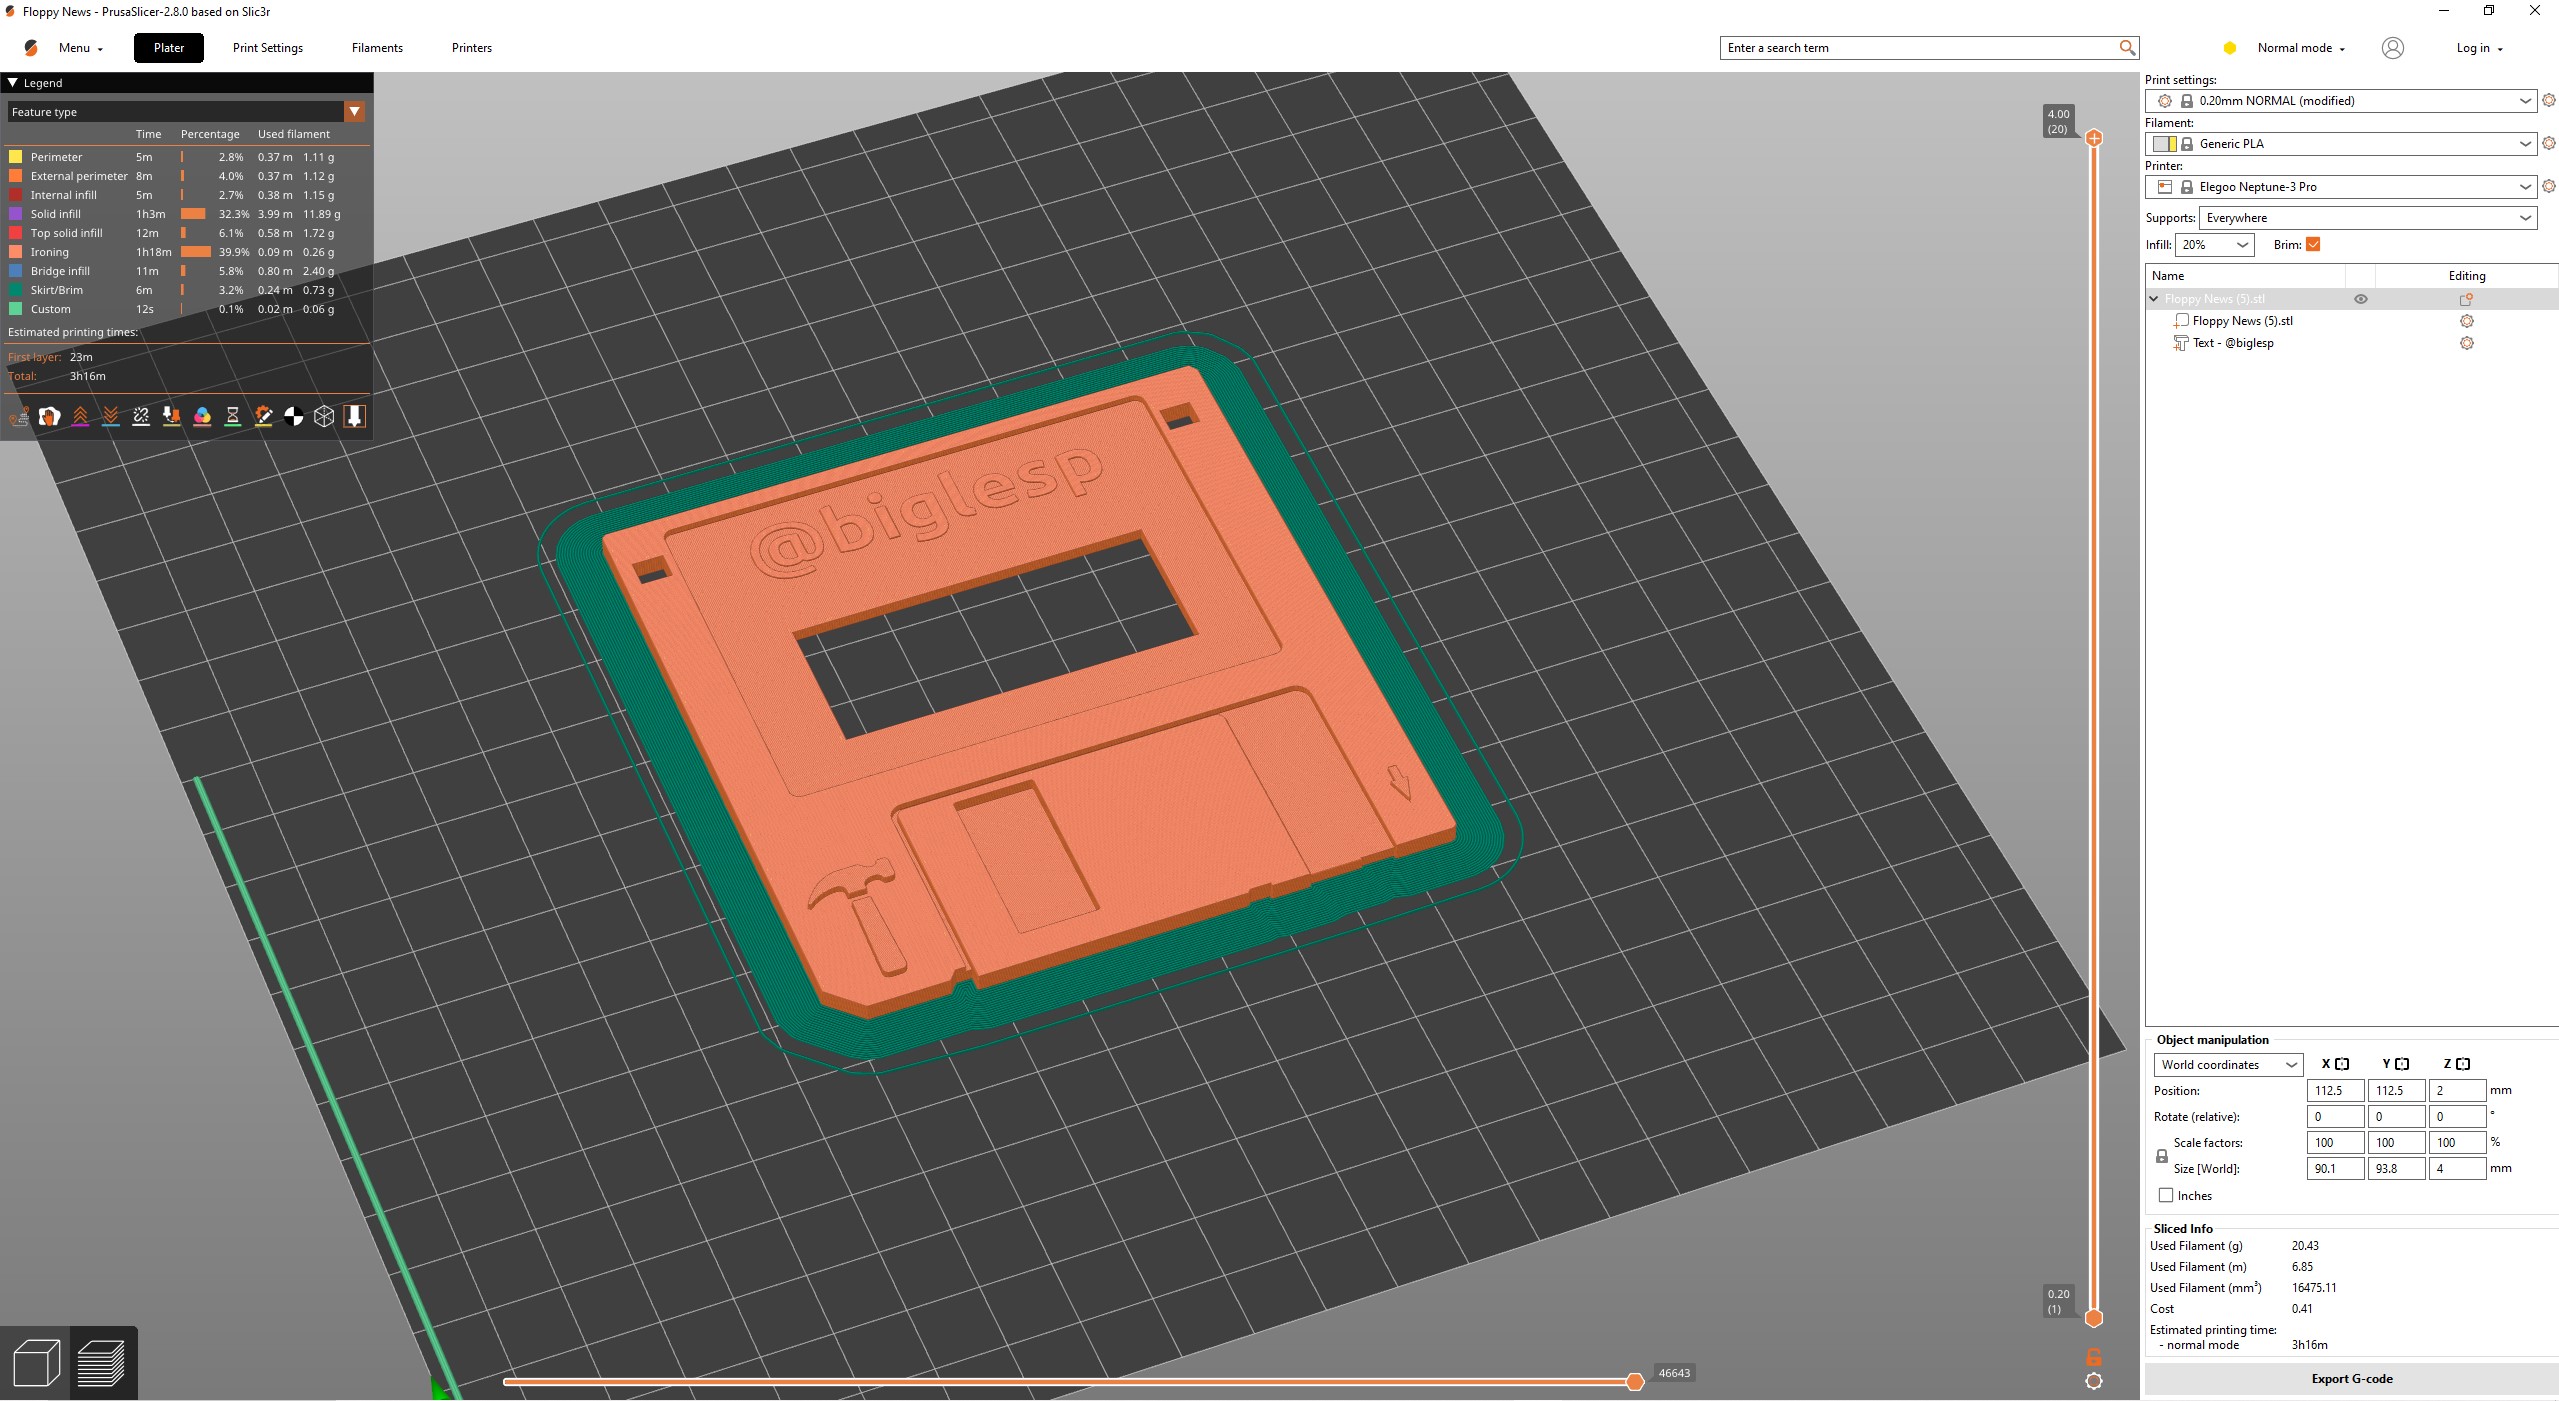 Floppy News - PrusaSlicer-2.8.0 based on Slic3r
Menu Plater Print Settings Filaments Printers Enter a search term Normal mode Log in
Legend
Feature type
Time Percentage Used filament
Perimeter 5m 2.8% 0.37 m 1.11 g
External perimeter 8m 4.0% 0.37 m 1.12 g
Internal infill 5m 2.7% 0.38 m 1.15 g
Solid infill 1h3m 32.3% 3.99 m 11.89 g
Top solid infill 12m 6.1% 0.58 m 1.72 g
Ironing 1h18m 39.9% 0.09 m 0.26 g
Bridge infill 11m 5.8% 0.80 m 2.40 g
Skirt/Brim 6m 3.2% 0.24 m 0.73 g
Custom 12s 0.1% 0.02 m 0.06 g
Estimated printing times:
First layer: 23m
Total: 3h16m
@biglesp
4.00
(20)
0.20
(1)
46643
Print settings:
0.20mm NORMAL (modified)
Filament:
Generic PLA
Printer:
Elegoo Neptune-3 Pro
Supports: Everywhere
Infill: 20% Brim:
Name Editing
Floppy News (5).stl
Floppy News (5).stl
Text - @biglesp
Object manipulation
World coordinates X Y Z
Position: 112.5 112.5 2 mm
Rotate (relative): 0 0 0 °
Scale factors: 100 100 100 %
Size [World]: 90.1 93.8 4 mm
Inches
Sliced Info
Used Filament (g) 20.43
Used Filament (m) 6.85
Used Filament (mm³) 16475.11
Cost 0.41
Estimated printing time:
- normal mode 3h16m
Export G-code